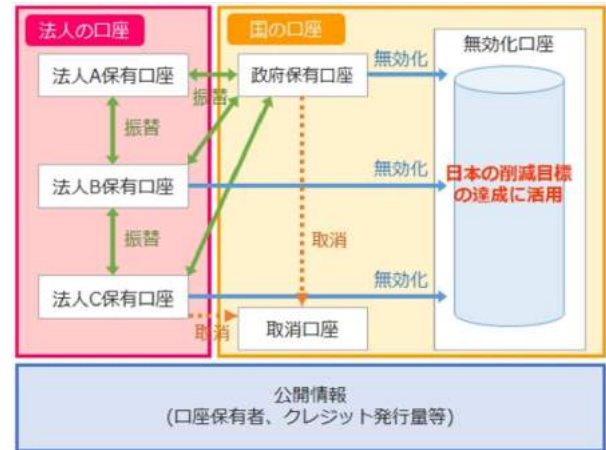 法人の口座
国の口座
法人A保有口座
振替
政府保有口座
無効化
無効化口座
振替
法人B保有口座
無効化
日本の削減目標
の達成に活用
振替
取消
法人C保有口座
無効化
取消
取消口座
公開情報
(口座保有者、クレジット発行量等)